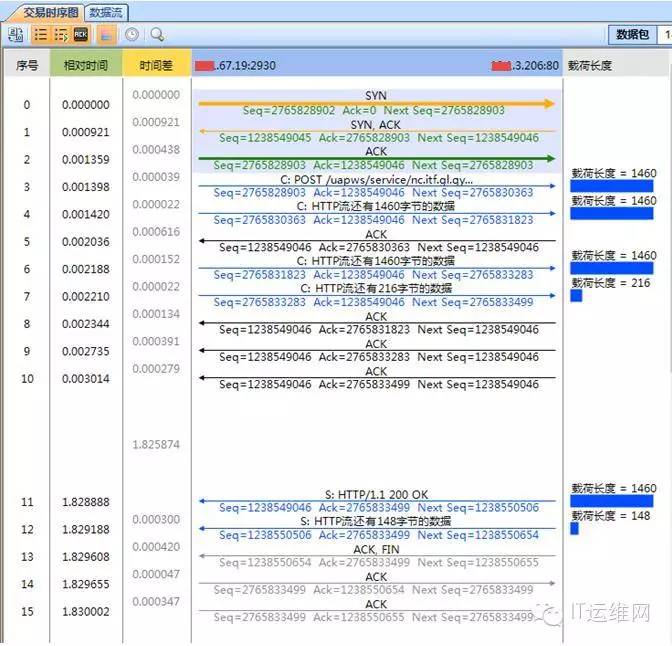 交易时序图 数据流
ACK
数据包 1
序号 相对时间 时间差 .67.19:2930 .3.206:80 载荷长度
0.000000
SYN
0 0.000000
Seq=2765828902 Ack=0 Next Seq=2765828903
0.000921
SYN, ACK
1 0.000921
Seq=1238549045 Ack=2765828903 Next Seq=1238549046
0.000438
ACK
2 0.001359
Seq=2765828903 Ack=1238549046 Next Seq=2765828903
0.000039
C: POST /uapws/service/nc.itf.gl.qy...
载荷长度 = 1460
3 0.001398
Seq=2765828903 Ack=1238549046 Next Seq=2765830363
0.000022
C: HTTP流还有1460字节的数据
载荷长度 = 1460
4 0.001420
Seq=2765830363 Ack=1238549046 Next Seq=2765831823
0.000616
ACK
5 0.002036
Seq=1238549046 Ack=2765830363 Next Seq=1238549046
0.000152
C: HTTP流还有1460字节的数据
载荷长度 = 1460
6 0.002188
Seq=2765831823 Ack=1238549046 Next Seq=2765833283
0.000022
C: HTTP流还有216字节的数据
载荷长度 = 216
7 0.002210
Seq=2765833283 Ack=1238549046 Next Seq=2765833499
0.000134
ACK
8 0.002344
Seq=1238549046 Ack=2765831823 Next Seq=1238549046
0.000391
ACK
9 0.002735
Seq=1238549046 Ack=2765833283 Next Seq=1238549046
0.000279
ACK
10 0.003014
Seq=1238549046 Ack=2765833499 Next Seq=1238549046
1.825874
S: HTTP/1.1 200 OK
载荷长度 = 1460
11 1.828888
Seq=1238549046 Ack=2765833499 Next Seq=1238550506
0.000300
S: HTTP流还有148字节的数据
载荷长度 = 148
12 1.829188
Seq=1238550506 Ack=2765833499 Next Seq=1238550654
0.000420
ACK, FIN
13 1.829608
Seq=1238550654 Ack=2765833499 Next Seq=1238550654
0.000047
ACK
14 1.829655
Seq=2765833499 Ack=1238550654 Next Seq=2765833499
0.000347
ACK
15 1.830002
Seq=2765833499 Ack=1238550655 Next Seq=2765833499
IT运维网